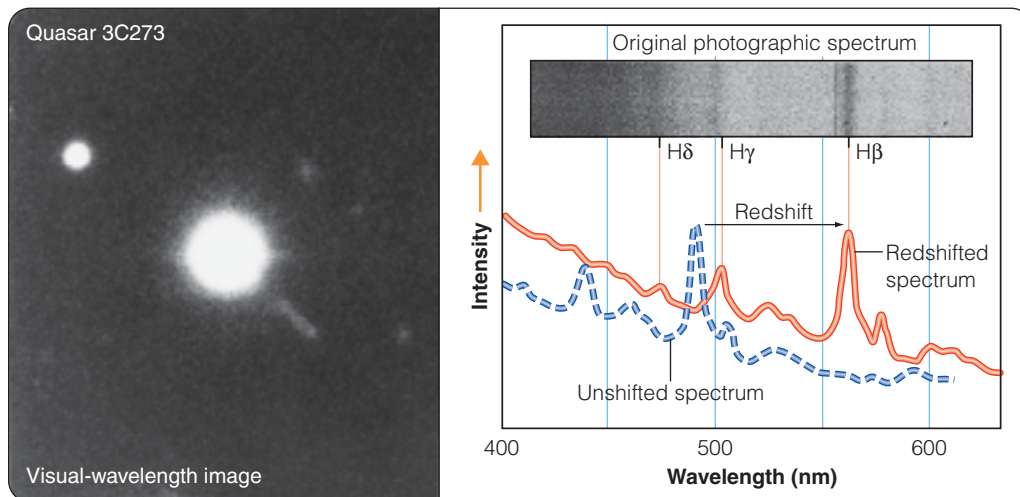 Quasar 3C273
Visual-wavelength image
Original photographic spectrum
Hδ Hγ Hβ
Intensity
Redshift
Redshifted
spectrum
Unshifted spectrum
400 500 600
Wavelength (nm)